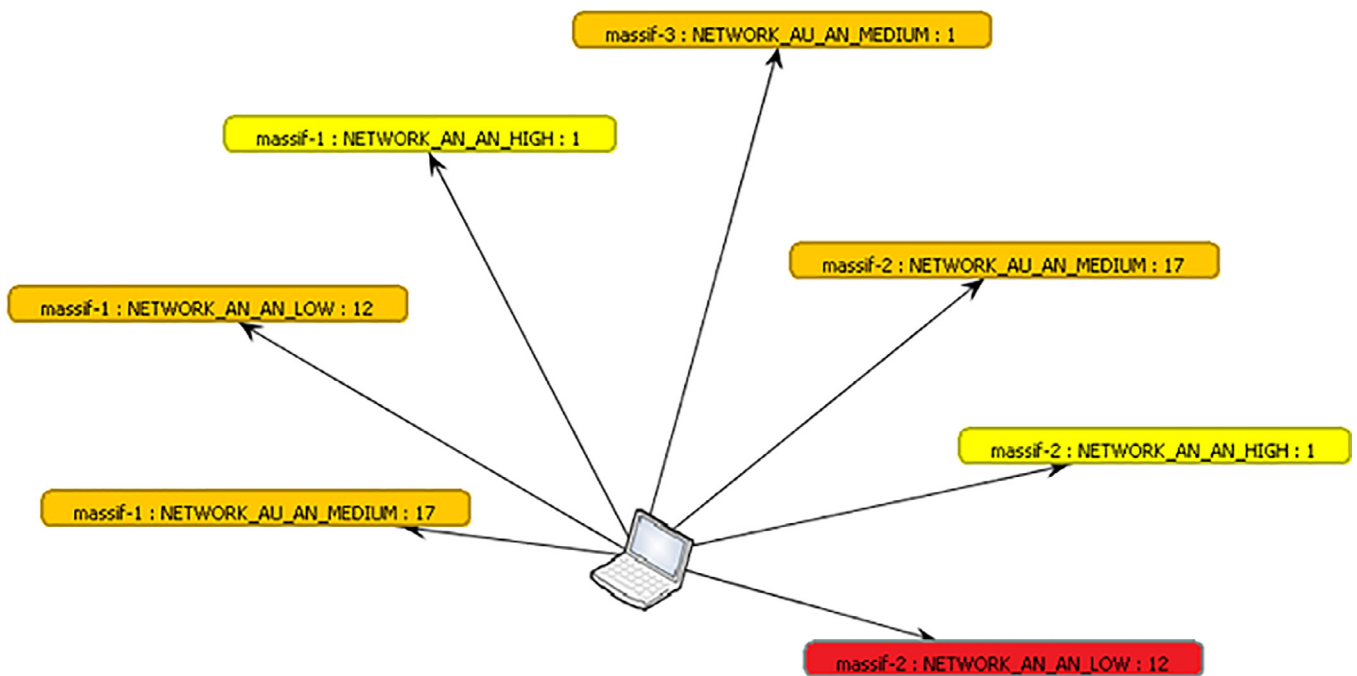 massif-3 : NETWORK_AU_AN_MEDIUM : 1
massif-1 : NETWORK_AN_AN_HIGH : 1
massif-2 : NETWORK_AU_AN_MEDIUM : 17
massif-1 : NETWORK_AN_AN_LOW : 12
massif-2 : NETWORK_AN_AN_HIGH : 1
massif-1 : NETWORK_AU_AN_MEDIUM : 17
massif-2 : NETWORK_AN_AN_LOW : 12